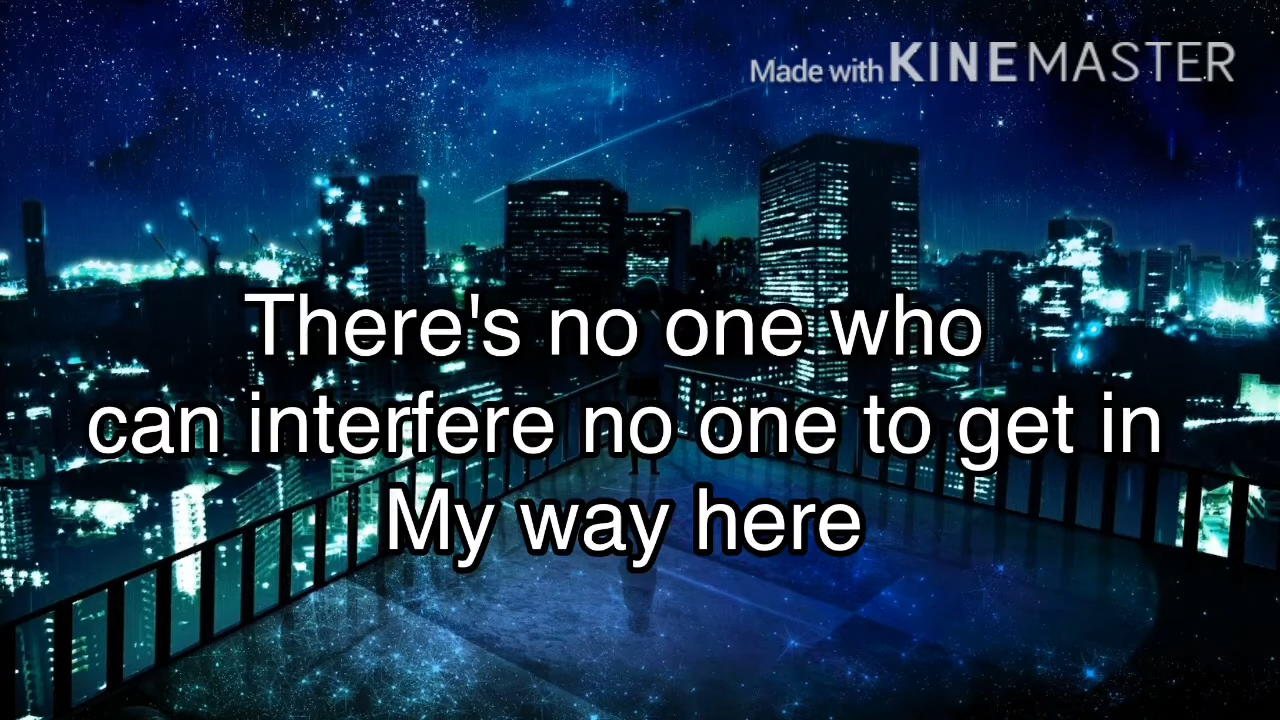 Made with KINEMASTER
There's no one who
can interfere no one to get in
My way here